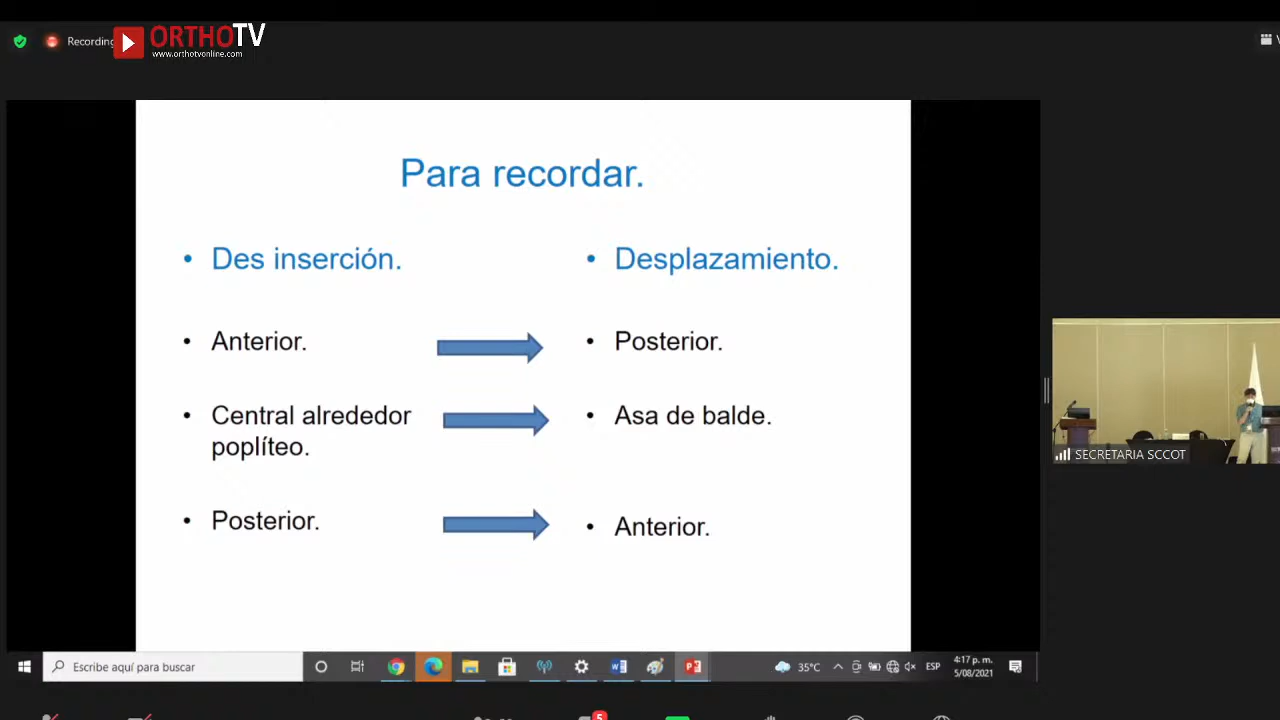 Recording
ORTHOTV
www.orthotvonline.com
Para recordar.
• Des inserción.
• Desplazamiento.
• Anterior.
• Posterior.
• Central alrededor
poplíteo.
• Asa de balde.
• Posterior.
• Anterior.
SECRETARIA SCCOT
Escribe aquí para buscar
35°C
ESP
4:17 p. m.
5/08/2021
5